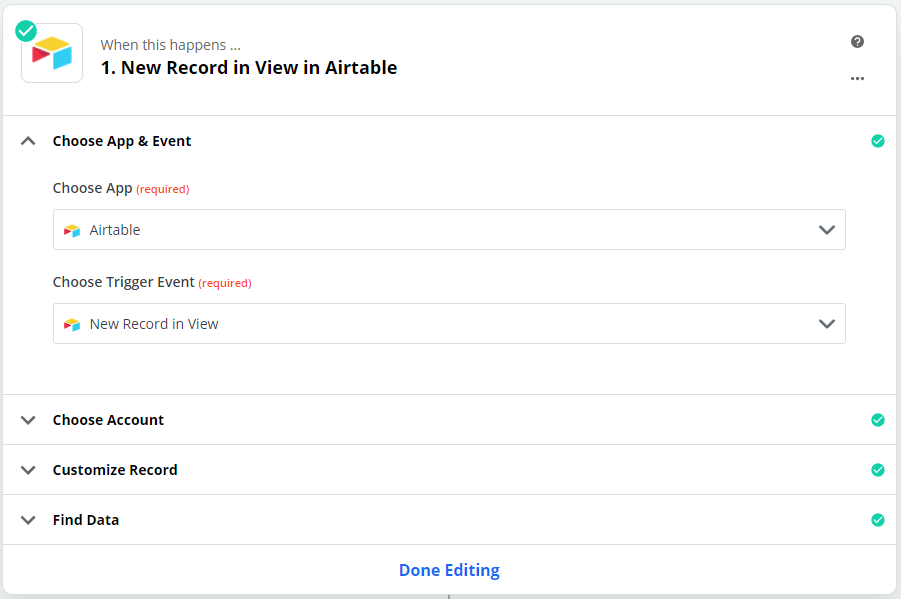 When this happens ...
1. New Record in View in Airtable
Choose App & Event
Choose App (required)
Airtable
Choose Trigger Event (required)
New Record in View
Choose Account
Customize Record
Find Data
Done Editing